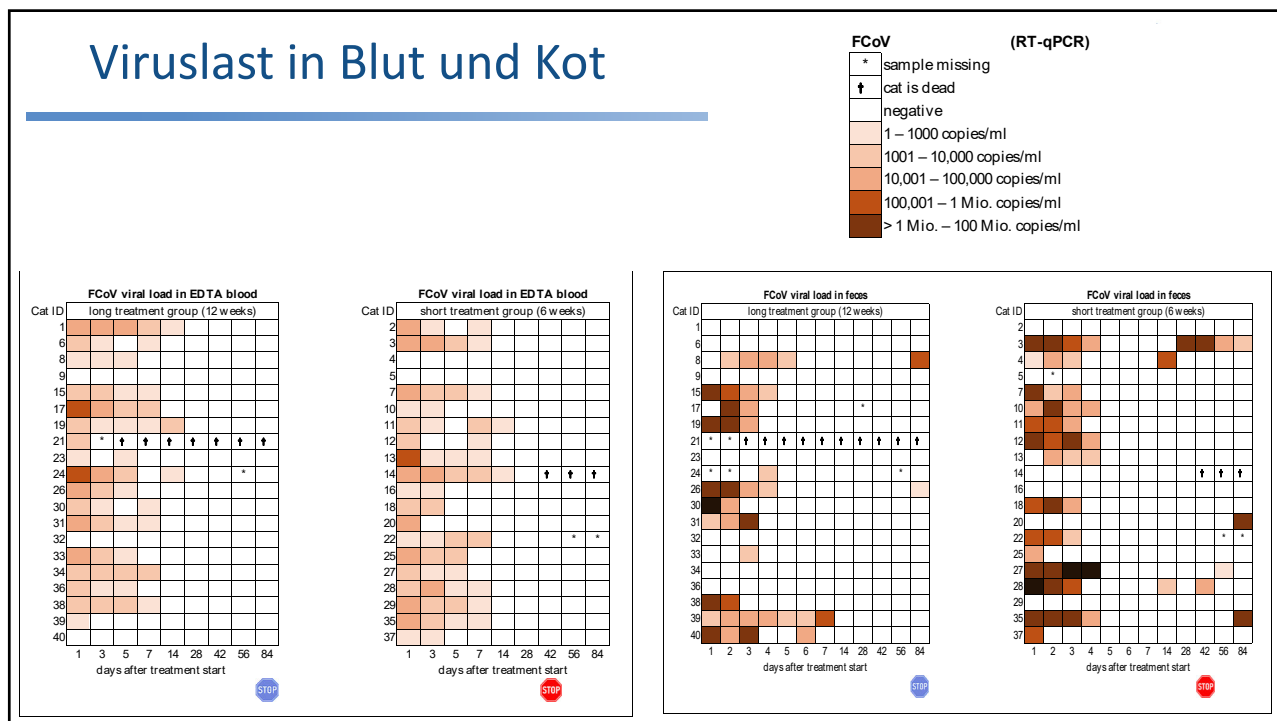 Viruslast in Blut und Kot
FCoV (RT-qPCR)
* sample missing
† cat is dead
negative
1 – 1000 copies/ml
1001 – 10,000 copies/ml
10,001 – 100,000 copies/ml
100,001 – 1 Mio. copies/ml
> 1 Mio. – 100 Mio. copies/ml
FCoV viral load in EDTA blood
Cat ID long treatment group (12 weeks)
1
6
8
9
15
17
19
21 * † † † † † † †
23
24 *
26
30
31
32
33
34
36
38
39
40
1 3 5 7 14 28 42 56 84
days after treatment start
STOP
FCoV viral load in EDTA blood
Cat ID short treatment group (6 weeks)
2
3
4
5
7
10
11
12
13
14 † † †
16
18
20
22 * *
25
27
28
29
35
37
1 3 5 7 14 28 42 56 84
days after treatment start
STOP
FCoV viral load in feces
Cat ID long treatment group (12 weeks)
1
6
8
9
15
17 *
19
21 * * † † † † † † † † † †
23
24 * * *
26
30
31
32
33
34
36
38
39
40
1 2 3 4 5 6 7 14 28 42 56 84
days after treatment start
STOP
FCoV viral load in feces
Cat ID short treatment group (6 weeks)
2
3
4
5 *
7
10
11
12
13
14 † † †
16
18
20
22 * *
25
27
28
29
35
37
1 2 3 4 5 6 7 14 28 42 56 84
days after treatment start
STOP